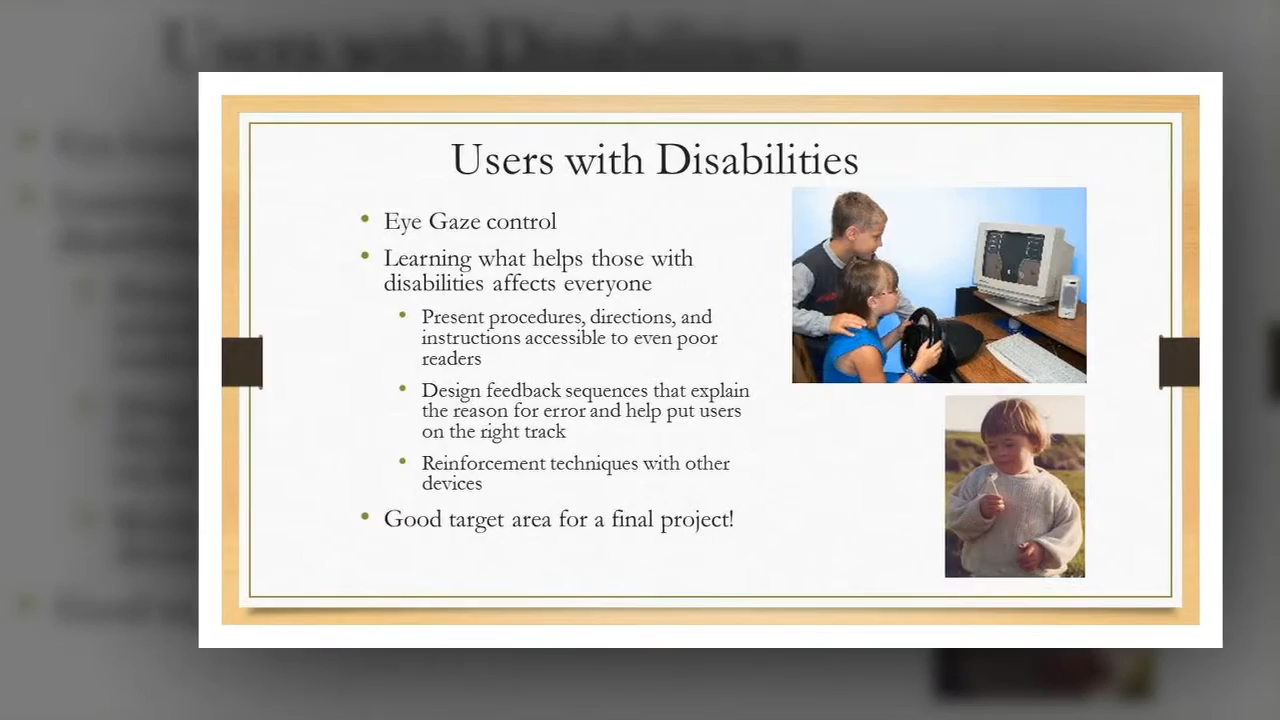 Users with Disabilities
Eye Gaze control
Learning what helps those with
disabilities affects everyone
Present procedures, directions, and
instructions accessible to even poor
readers
Design feedback sequences that explain
the reason for error and help put users
on the right track
Reinforcement techniques with other
devices
Good target area for a final project!